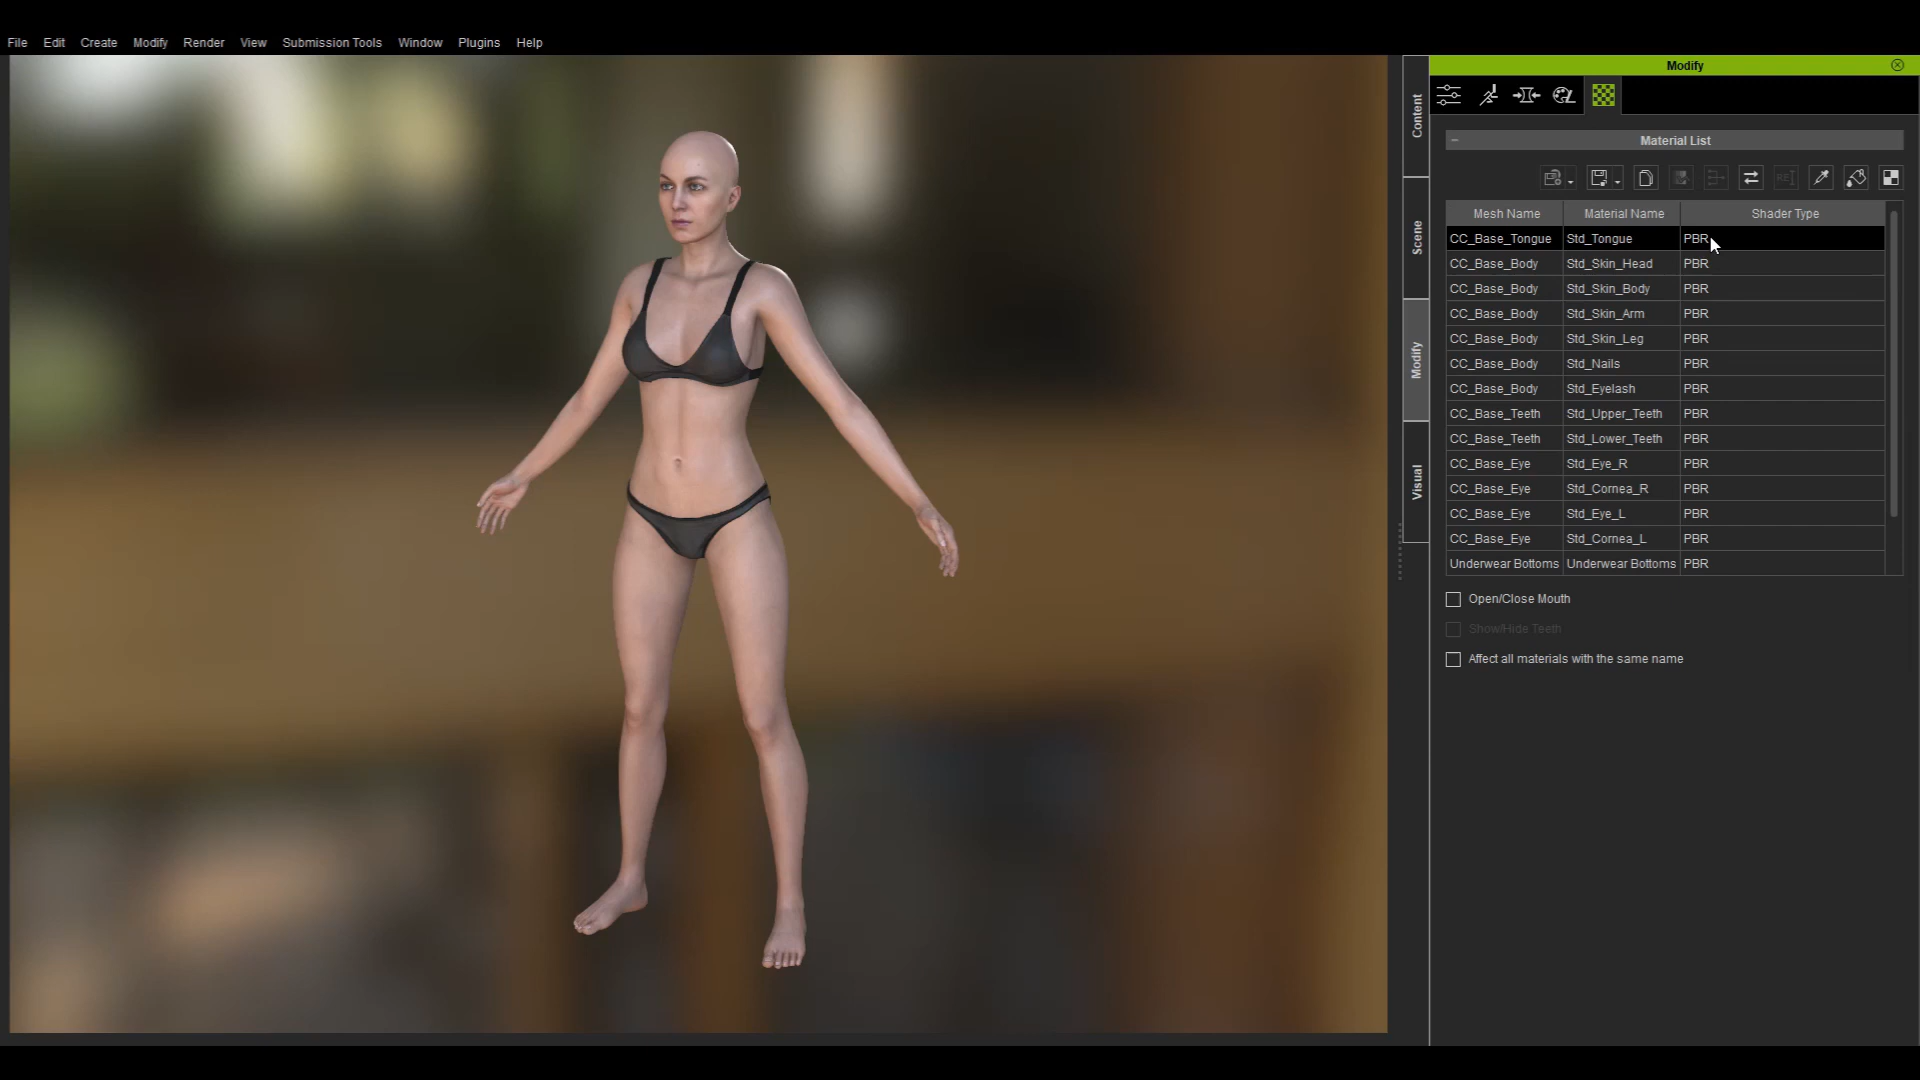 File Edit Create Modify Render View Submission Tools Window Plugins Help
Content
Scene
Modify
Visual
Modify
Material List
Mesh Name Material Name Shader Type
CC_Base_Tongue Std_Tongue PBR
CC_Base_Body Std_Skin_Head PBR
CC_Base_Body Std_Skin_Body PBR
CC_Base_Body Std_Skin_Arm PBR
CC_Base_Body Std_Skin_Leg PBR
CC_Base_Body Std_Nails PBR
CC_Base_Body Std_Eyelash PBR
CC_Base_Teeth Std_Upper_Teeth PBR
CC_Base_Teeth Std_Lower_Teeth PBR
CC_Base_Eye Std_Eye_R PBR
CC_Base_Eye Std_Cornea_R PBR
CC_Base_Eye Std_Eye_L PBR
CC_Base_Eye Std_Cornea_L PBR
Underwear Bottoms Underwear Bottoms PBR
Open/Close Mouth
Show/Hide Teeth
Affect all materials with the same name